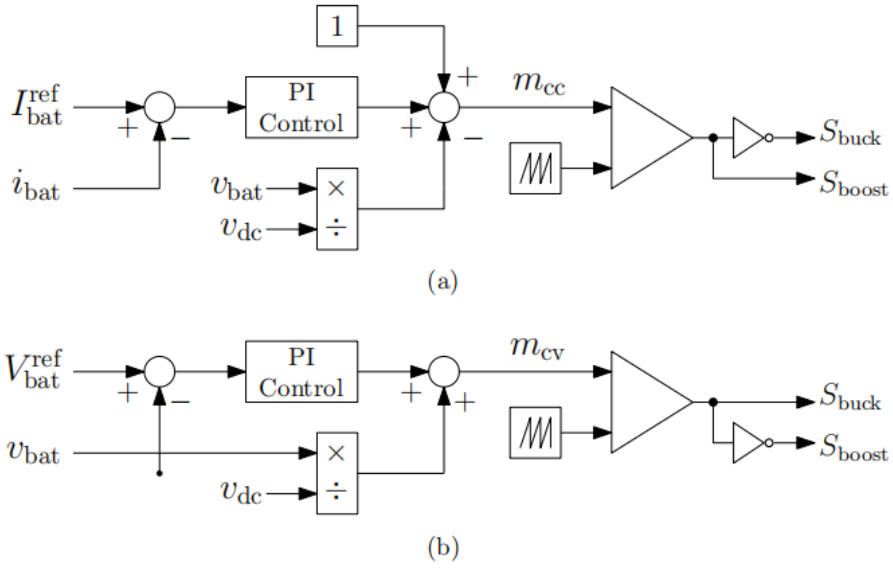 1
I_bat^ref + − PI Control + + − m_cc S_buck
i_bat v_bat × S_boost
v_dc ÷
(a)
V_bat^ref + − PI Control + + m_cv S_buck
v_bat × S_boost
v_dc ÷
(b)